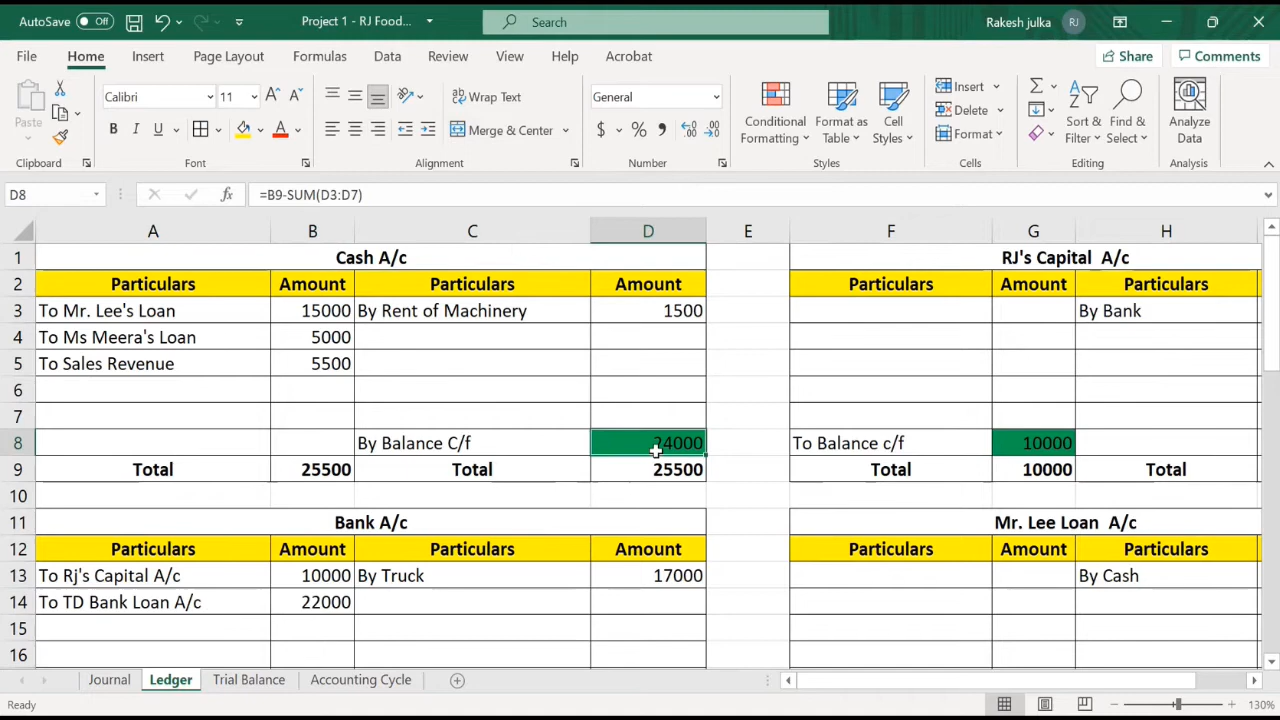 AutoSave Off Project 1 - RJ Food... Search Rakesh julka RJ
File Home Insert Page Layout Formulas Data Review View Help Acrobat Share Comments
Paste Calibri 11 A A Wrap Text General Conditional Formatting Format as Table Cell Styles Insert Sort & Filter Find & Select Analyze Data
B I U A Merge & Center $ % Delete
Format
Clipboard Font Alignment Number Styles Cells Editing Analysis
D8 fx =B9-SUM(D3:D7)
A B C D E F G H
1 Cash A/c RJ's Capital A/c
2 Particulars Amount Particulars Amount Particulars Amount Particulars
3 To Mr. Lee's Loan 15000 By Rent of Machinery 1500 By Bank
4 To Ms Meera's Loan 5000
5 To Sales Revenue 5500
6
7
8 By Balance C/f 24000 To Balance c/f 10000
9 Total 25500 Total 25500 Total 10000 Total
10
11 Bank A/c Mr. Lee Loan A/c
12 Particulars Amount Particulars Amount Particulars Amount Particulars
13 To Rj's Capital A/c 10000 By Truck 17000 By Cash
14 To TD Bank Loan A/c 22000
15
16
Journal Ledger Trial Balance Accounting Cycle
Ready 130%